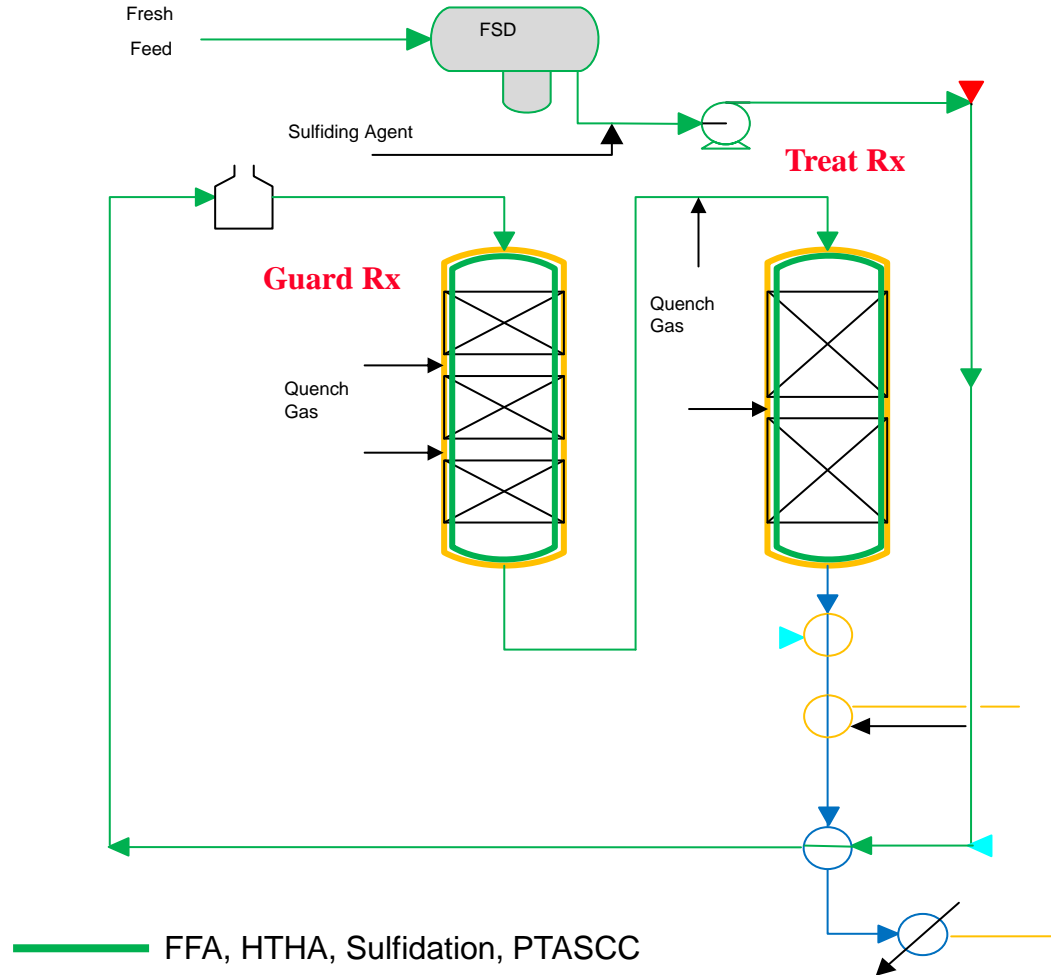 Fresh
Feed
FSD
Sulfiding Agent
Treat Rx
Guard Rx
Quench
Gas
Quench
Gas
FFA, HTHA, Sulfidation, PTASCC